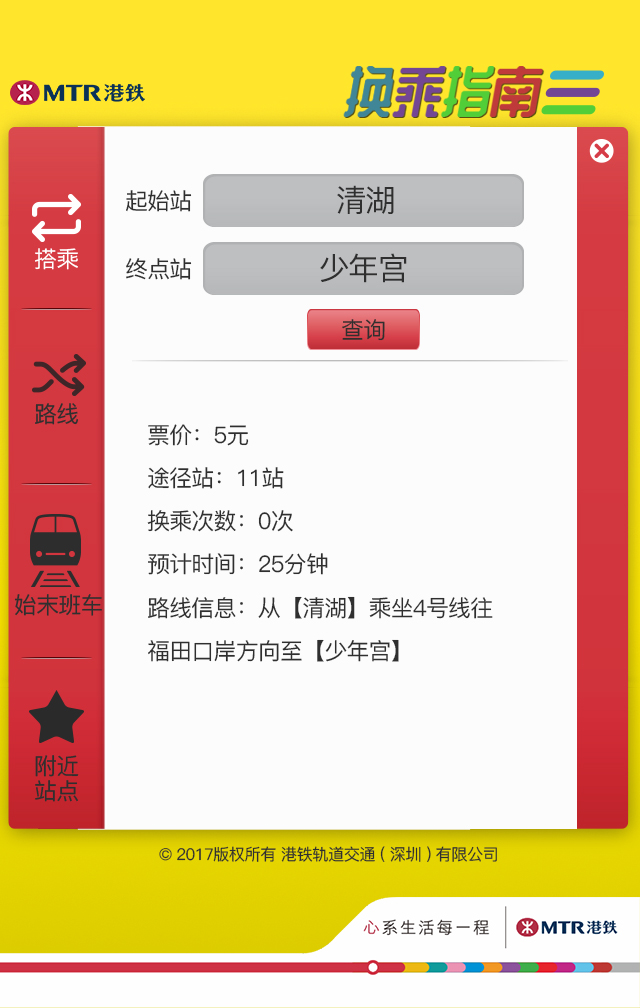 MTR港铁
换乘指南
搭乘
路线
始末班车
附近
站点
起始站 清湖
终点站 少年宫
查询
票价：5元
途径站：11站
换乘次数：0次
预计时间：25分钟
路线信息：从【清湖】乘坐4号线往
福田口岸方向至【少年宫】
© 2017版权所有 港铁轨道交通（深圳）有限公司
心系生活每一程 MTR港铁